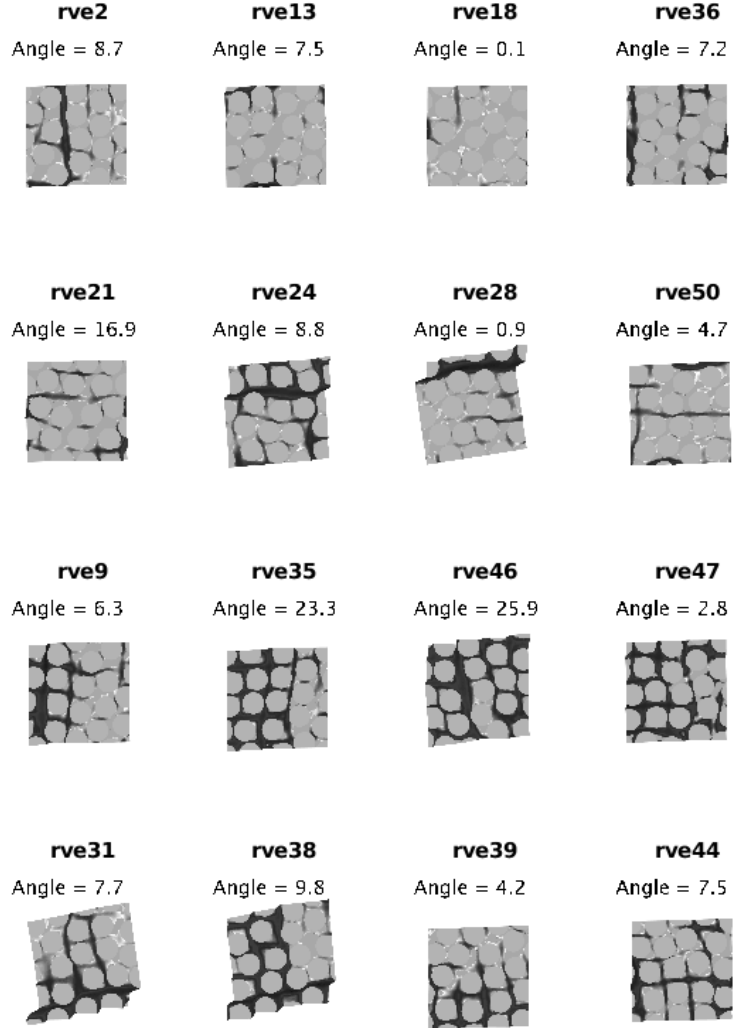 rve2 rve13 rve18 rve36
Angle = 8.7 Angle = 7.5 Angle = 0.1 Angle = 7.2
rve21 rve24 rve28 rve50
Angle = 16.9 Angle = 8.8 Angle = 0.9 Angle = 4.7
rve9 rve35 rve46 rve47
Angle = 6.3 Angle = 23.3 Angle = 25.9 Angle = 2.8
rve31 rve38 rve39 rve44
Angle = 7.7 Angle = 9.8 Angle = 4.2 Angle = 7.5